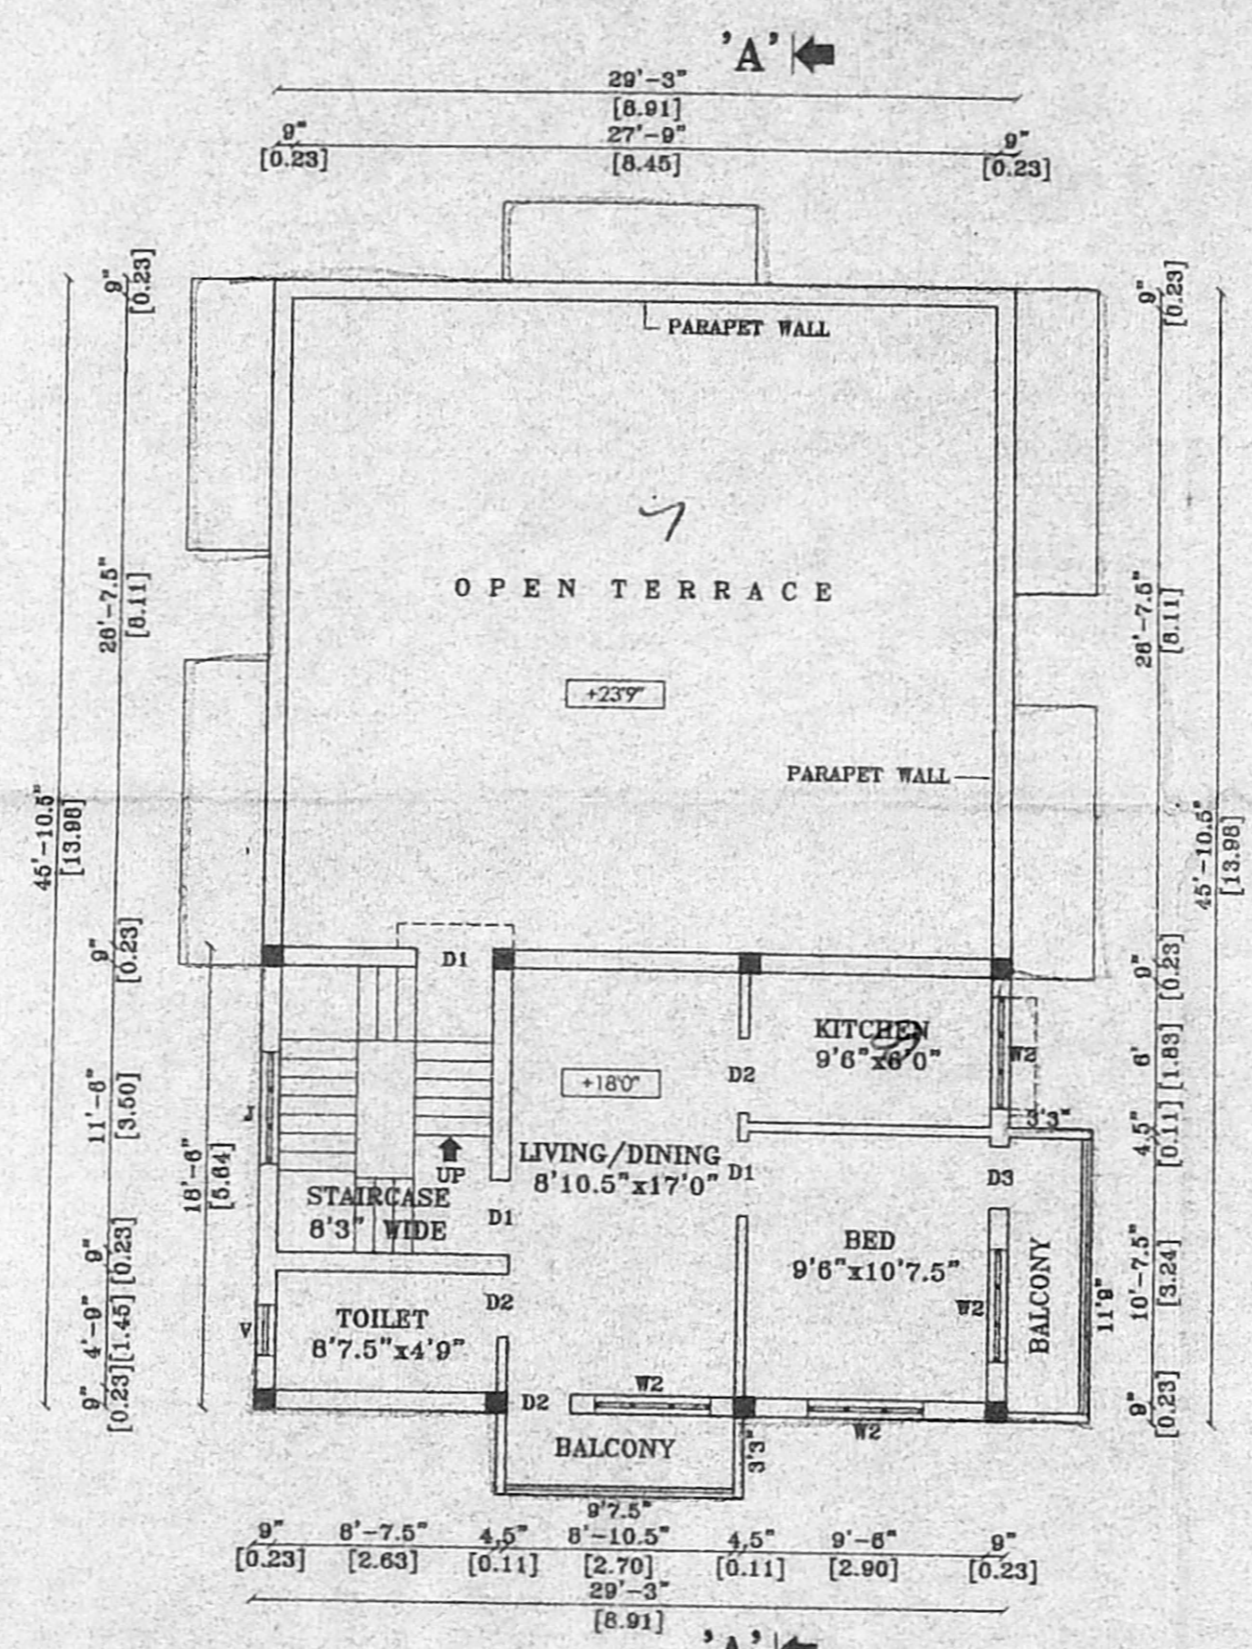 'A'
29'-3"
[8.91]
9" 27'-9" 9"
[0.23] [8.45] [0.23]
9"
[0.23]
9"
[0.23]
PARAPET WALL
26'-7.5"
[8.11]
26'-7.5"
[8.11]
OPEN TERRACE
+23'9"
PARAPET WALL
45'-10.5"
[13.98]
45'-10.5"
[13.98]
9"
[0.23]
D1
9"
[0.23]
KITCHEN
9'6"x6'0"
W2
D2
6'
[1.83]
+18'0"
11'-6"
[3.50]
J
3'3"
4.5"
[0.11]
UP
LIVING/DINING
8'10.5"x17'0"
D1
D3
18'-6"
[5.64]
STAIRCASE
8'3" WIDE
D1
BED
9'6"x10'7.5"
BALCONY
11'9"
10'-7.5"
[3.24]
9"
[0.23]
D2
W2
TOILET
8'7.5"x4'9"
V
4'-9"
[1.45]
W2
D2
9"
[0.23]
9"
[0.23]
W2
BALCONY
3'3"
9'7.5"
9" 8'-7.5" 4.5" 8'-10.5" 4.5" 9'-6" 9"
[0.23] [2.63] [0.11] [2.70] [0.11] [2.90] [0.23]
29'-3"
[8.91]
'A'